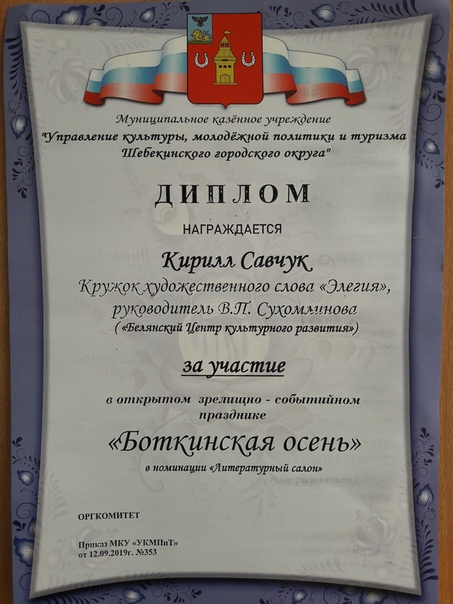 Муниципальное казённое учреждение
"Управление культуры, молодёжной политики и туризма
Шебекинского городского округа"
ДИПЛОМ
НАГРАЖДАЕТСЯ
Кирилл Савчук
Кружок художественного слова «Элегия»,
руководитель В.П. Сухомлинова
(«Белянский Центр культурного развития»)
за участие
в открытом зрелищно - событийном
празднике
«Боткинская осень»
в номинации «Литературный салон»
ОРГКОМИТЕТ
Приказ МКУ «УКМПиТ»
от 12.09.2019г. №353